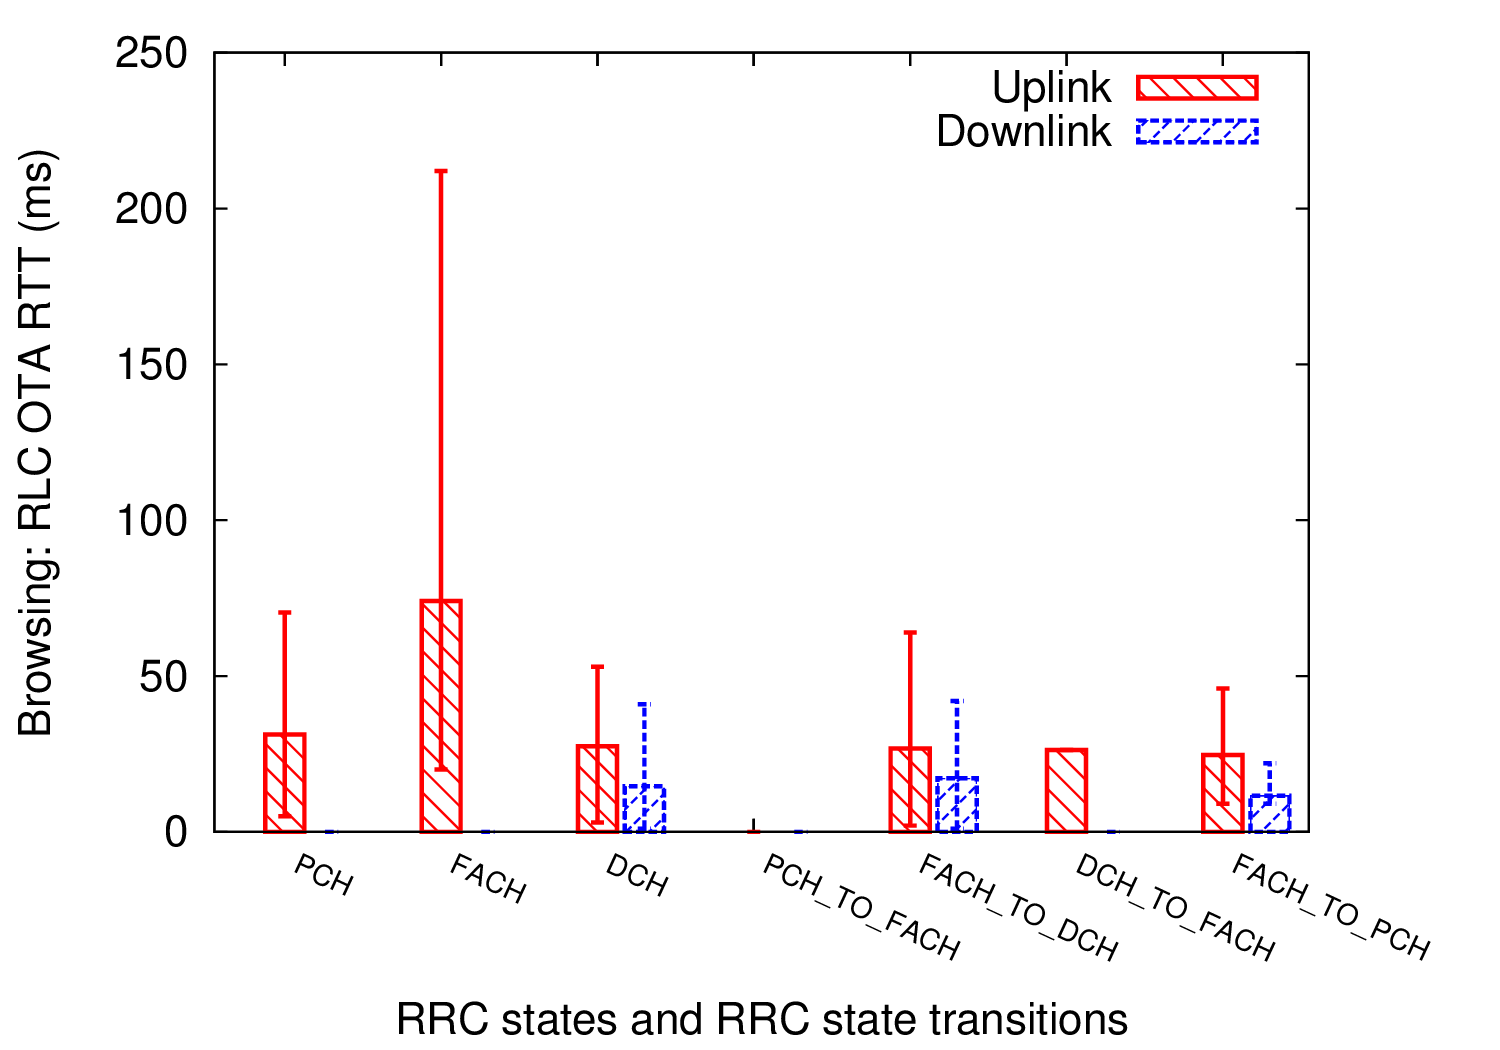 250
200
150
100
50
0
Browsing: RLC OTA RTT (ms)
Uplink
Downlink
PCH
FACH
DCH
PCH_TO_FACH
FACH_TO_DCH
DCH_TO_FACH
FACH_TO_PCH
RRC states and RRC state transitions